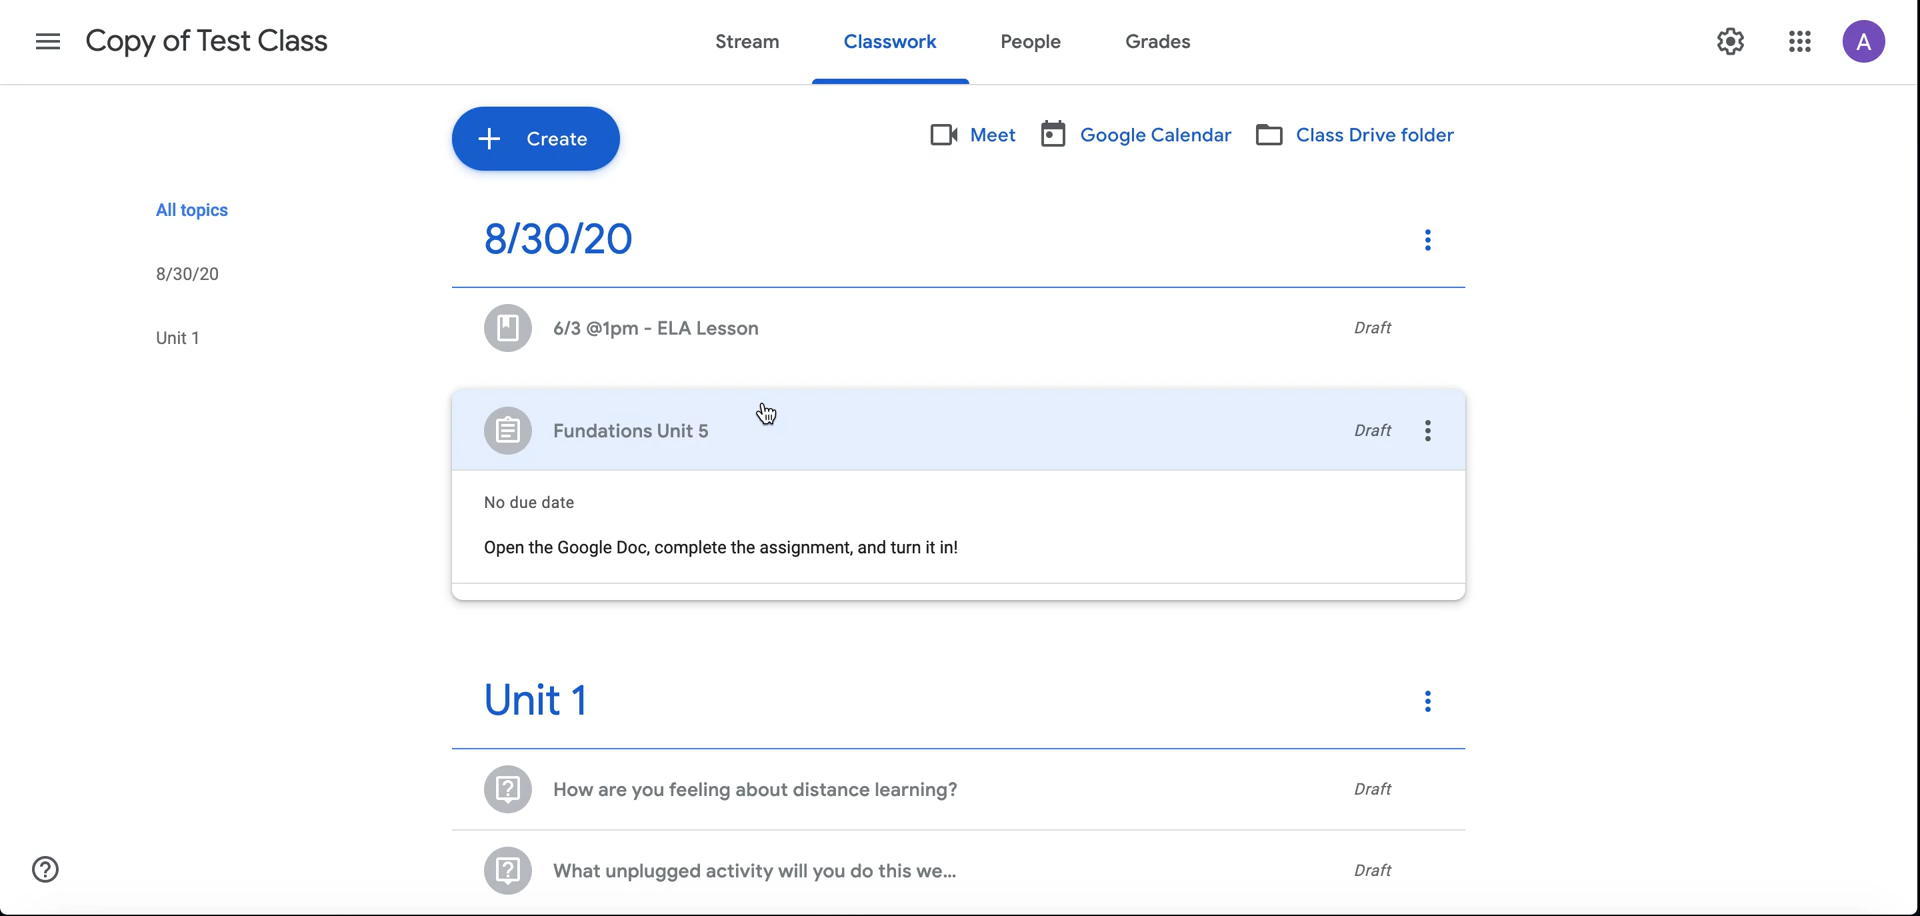 Copy of Test Class
Stream
Classwork
People
Grades
A
Create
Meet
Google Calendar
Class Drive folder
All topics
8/30/20
Unit 1
8/30/20
6/3 @1pm - ELA Lesson
Draft
Fundations Unit 5
Draft
No due date
Open the Google Doc, complete the assignment, and turn it in!
Unit 1
How are you feeling about distance learning?
Draft
What unplugged activity will you do this we...
Draft